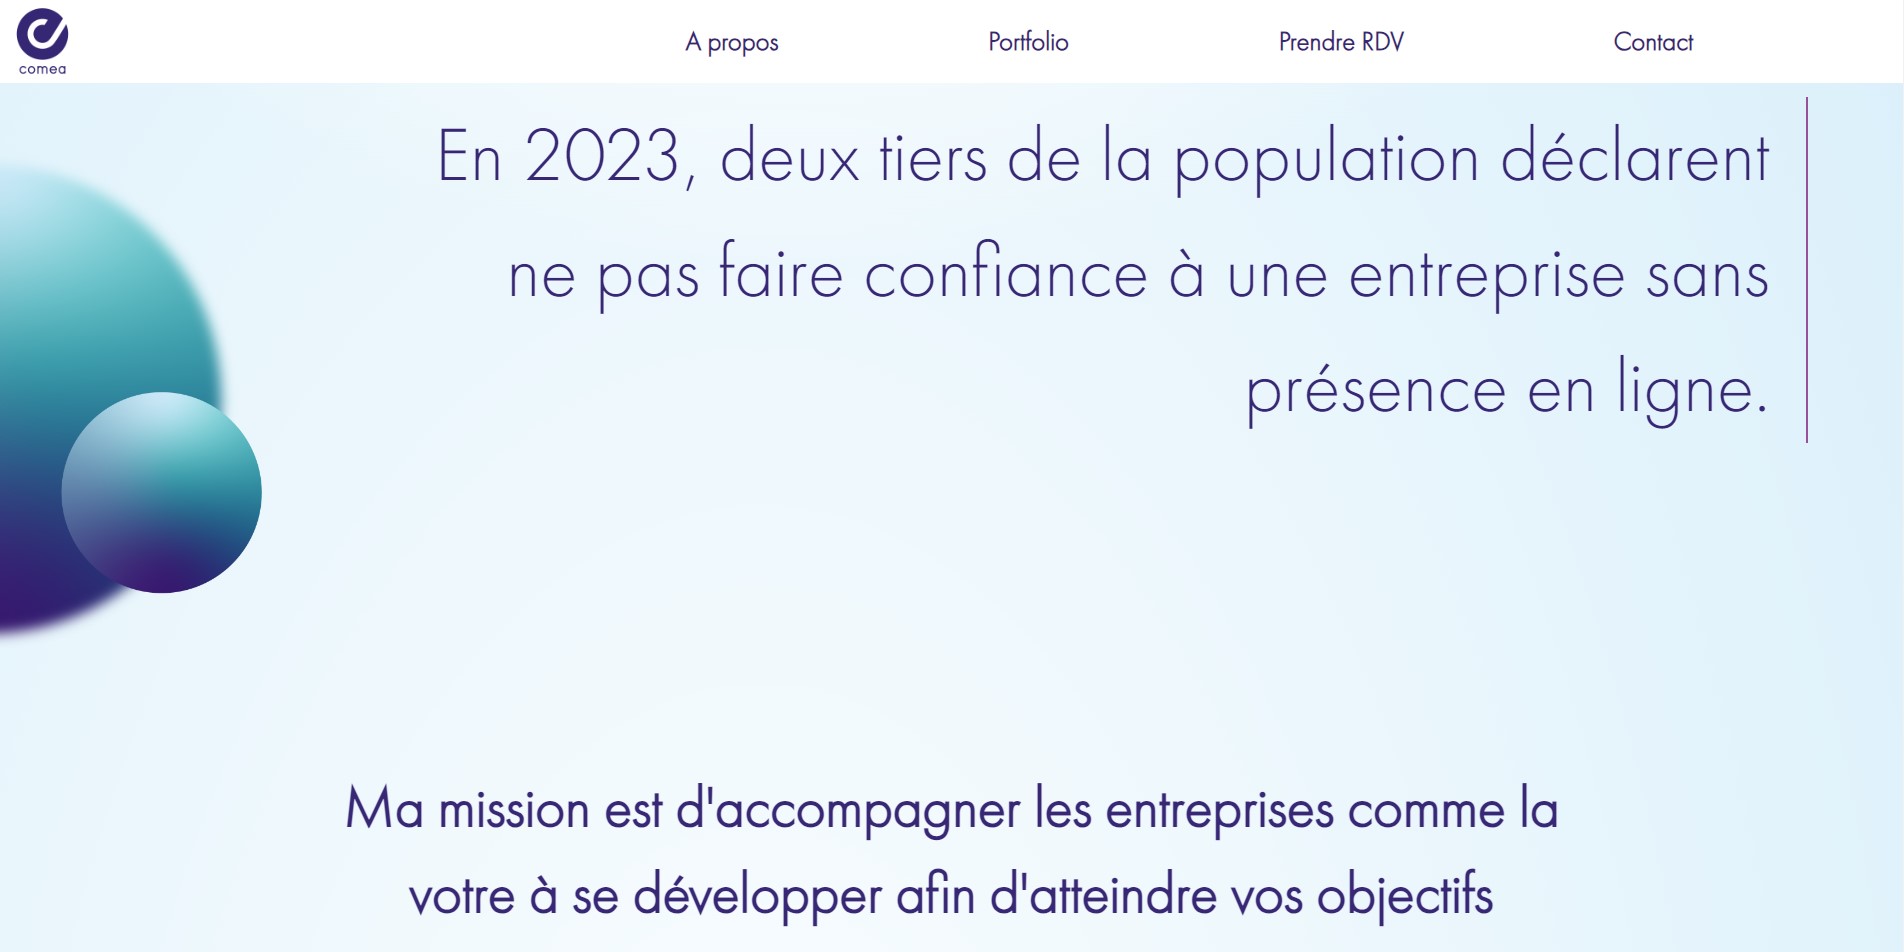 comea
A propos
Portfolio
Prendre RDV
Contact
En 2023, deux tiers de la population déclarent
ne pas faire confiance à une entreprise sans
présence en ligne.
Ma mission est d'accompagner les entreprises comme la
votre à se développer afin d'atteindre vos objectifs